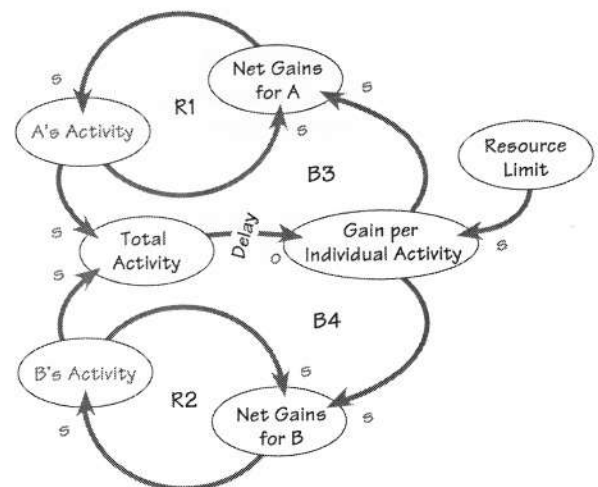 S
Net Gains
for A
S
R1
A's Activity
S
Resource
Limit
B3
S
Total
Activity
Delay
Gain per
Individual Activity
S
S
O
B4
B's Activity
S
R2
Net Gains
for B
S
S